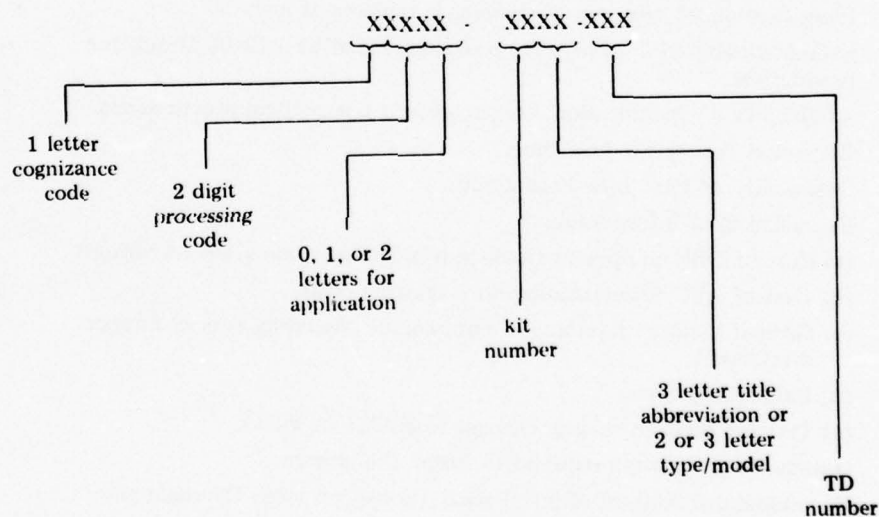 XXXXX - XXXX -XXX
1 letter
cognizance
code
2 digit
processing
code
0, 1, or 2
letters for
application
kit
number
3 letter title
abbreviation or
2 or 3 letter
type/model
TD
number